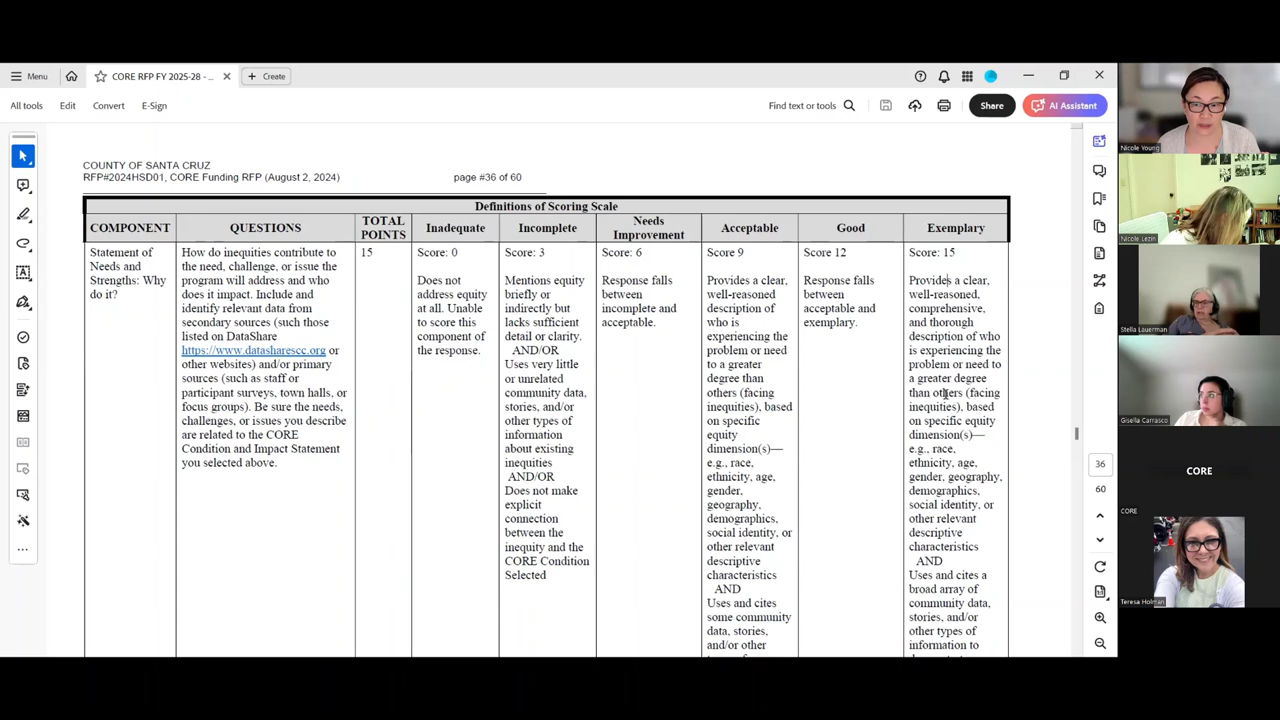 Menu
CORE RFP FY 2025-28 - ...
Create
All tools
Edit
Convert
E-Sign
Find text or tools
Share
AI Assistant
COUNTY OF SANTA CRUZ
RFP#2024HSD01, CORE Funding RFP (August 2, 2024)
page #36 of 60
Definitions of Scoring Scale
COMPONENT
QUESTIONS
TOTAL
POINTS
Inadequate
Incomplete
Needs
Improvement
Acceptable
Good
Exemplary
Statement of
Needs and
Strengths: Why
do it?
How do inequities contribute to
the need, challenge, or issue the
program will address and who
does it impact. Include and
identify relevant data from
secondary sources (such those
listed on DataShare
https://www.datasharescc.org or
other websites) and/or primary
sources (such as staff or
participant surveys, town halls, or
focus groups). Be sure the needs,
challenges, or issues you describe
are related to the CORE
Condition and Impact Statement
you selected above.
15
Score: 0
Does not
address equity
at all. Unable
to score this
component of
the response.
Score: 3
Mentions equity
briefly or
indirectly but
lacks sufficient
detail or clarity.
AND/OR
Uses very little
or unrelated
community data,
stories, and/or
other types of
information
about existing
inequities
AND/OR
Does not make
explicit
connection
between the
inequity and the
CORE Condition
Selected
Score: 6
Response falls
between
incomplete and
acceptable.
Score 9
Provides a clear,
well-reasoned
description of
who is
experiencing the
problem or need
to a greater
degree than
others (facing
inequities), based
on specific
equity
dimension(s)—
e.g., race,
ethnicity, age,
gender,
geography,
demographics,
social identity, or
other relevant
descriptive
characteristics
AND
Uses and cites
some community
data, stories,
and/or other
Score 12
Response falls
between
acceptable and
exemplary.
Score: 15
Provides a clear,
well-reasoned,
comprehensive,
and thorough
description of who
is experiencing the
problem or need to
a greater degree
than others (facing
inequities), based
on specific equity
dimension(s)—
e.g., race,
ethnicity, age,
gender, geography,
demographics,
social identity, or
other relevant
descriptive
characteristics
AND
Uses and cites a
broad array of
community data,
stories, and/or
other types of
information to
36
60
Nicole Young
Nicole Lezin
Stella Lauerman
Gisella Carrasco
CORE
CORE
Teresa Holman